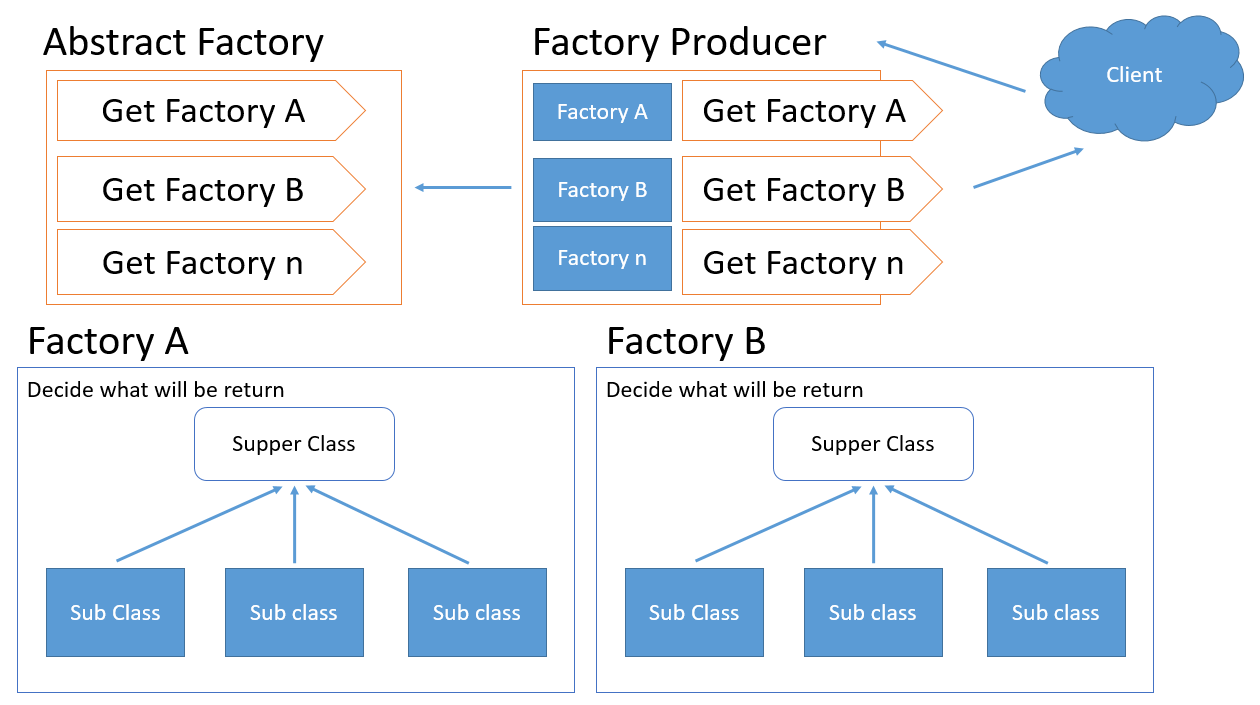 Abstract Factory
Get Factory A
Get Factory B
Get Factory n
Factory Producer
Factory A
Get Factory A
Factory B
Get Factory B
Factory n
Get Factory n
Client
Factory A
Decide what will be return
Supper Class
Sub Class
Sub class
Sub class
Factory B
Decide what will be return
Supper Class
Sub Class
Sub class
Sub class